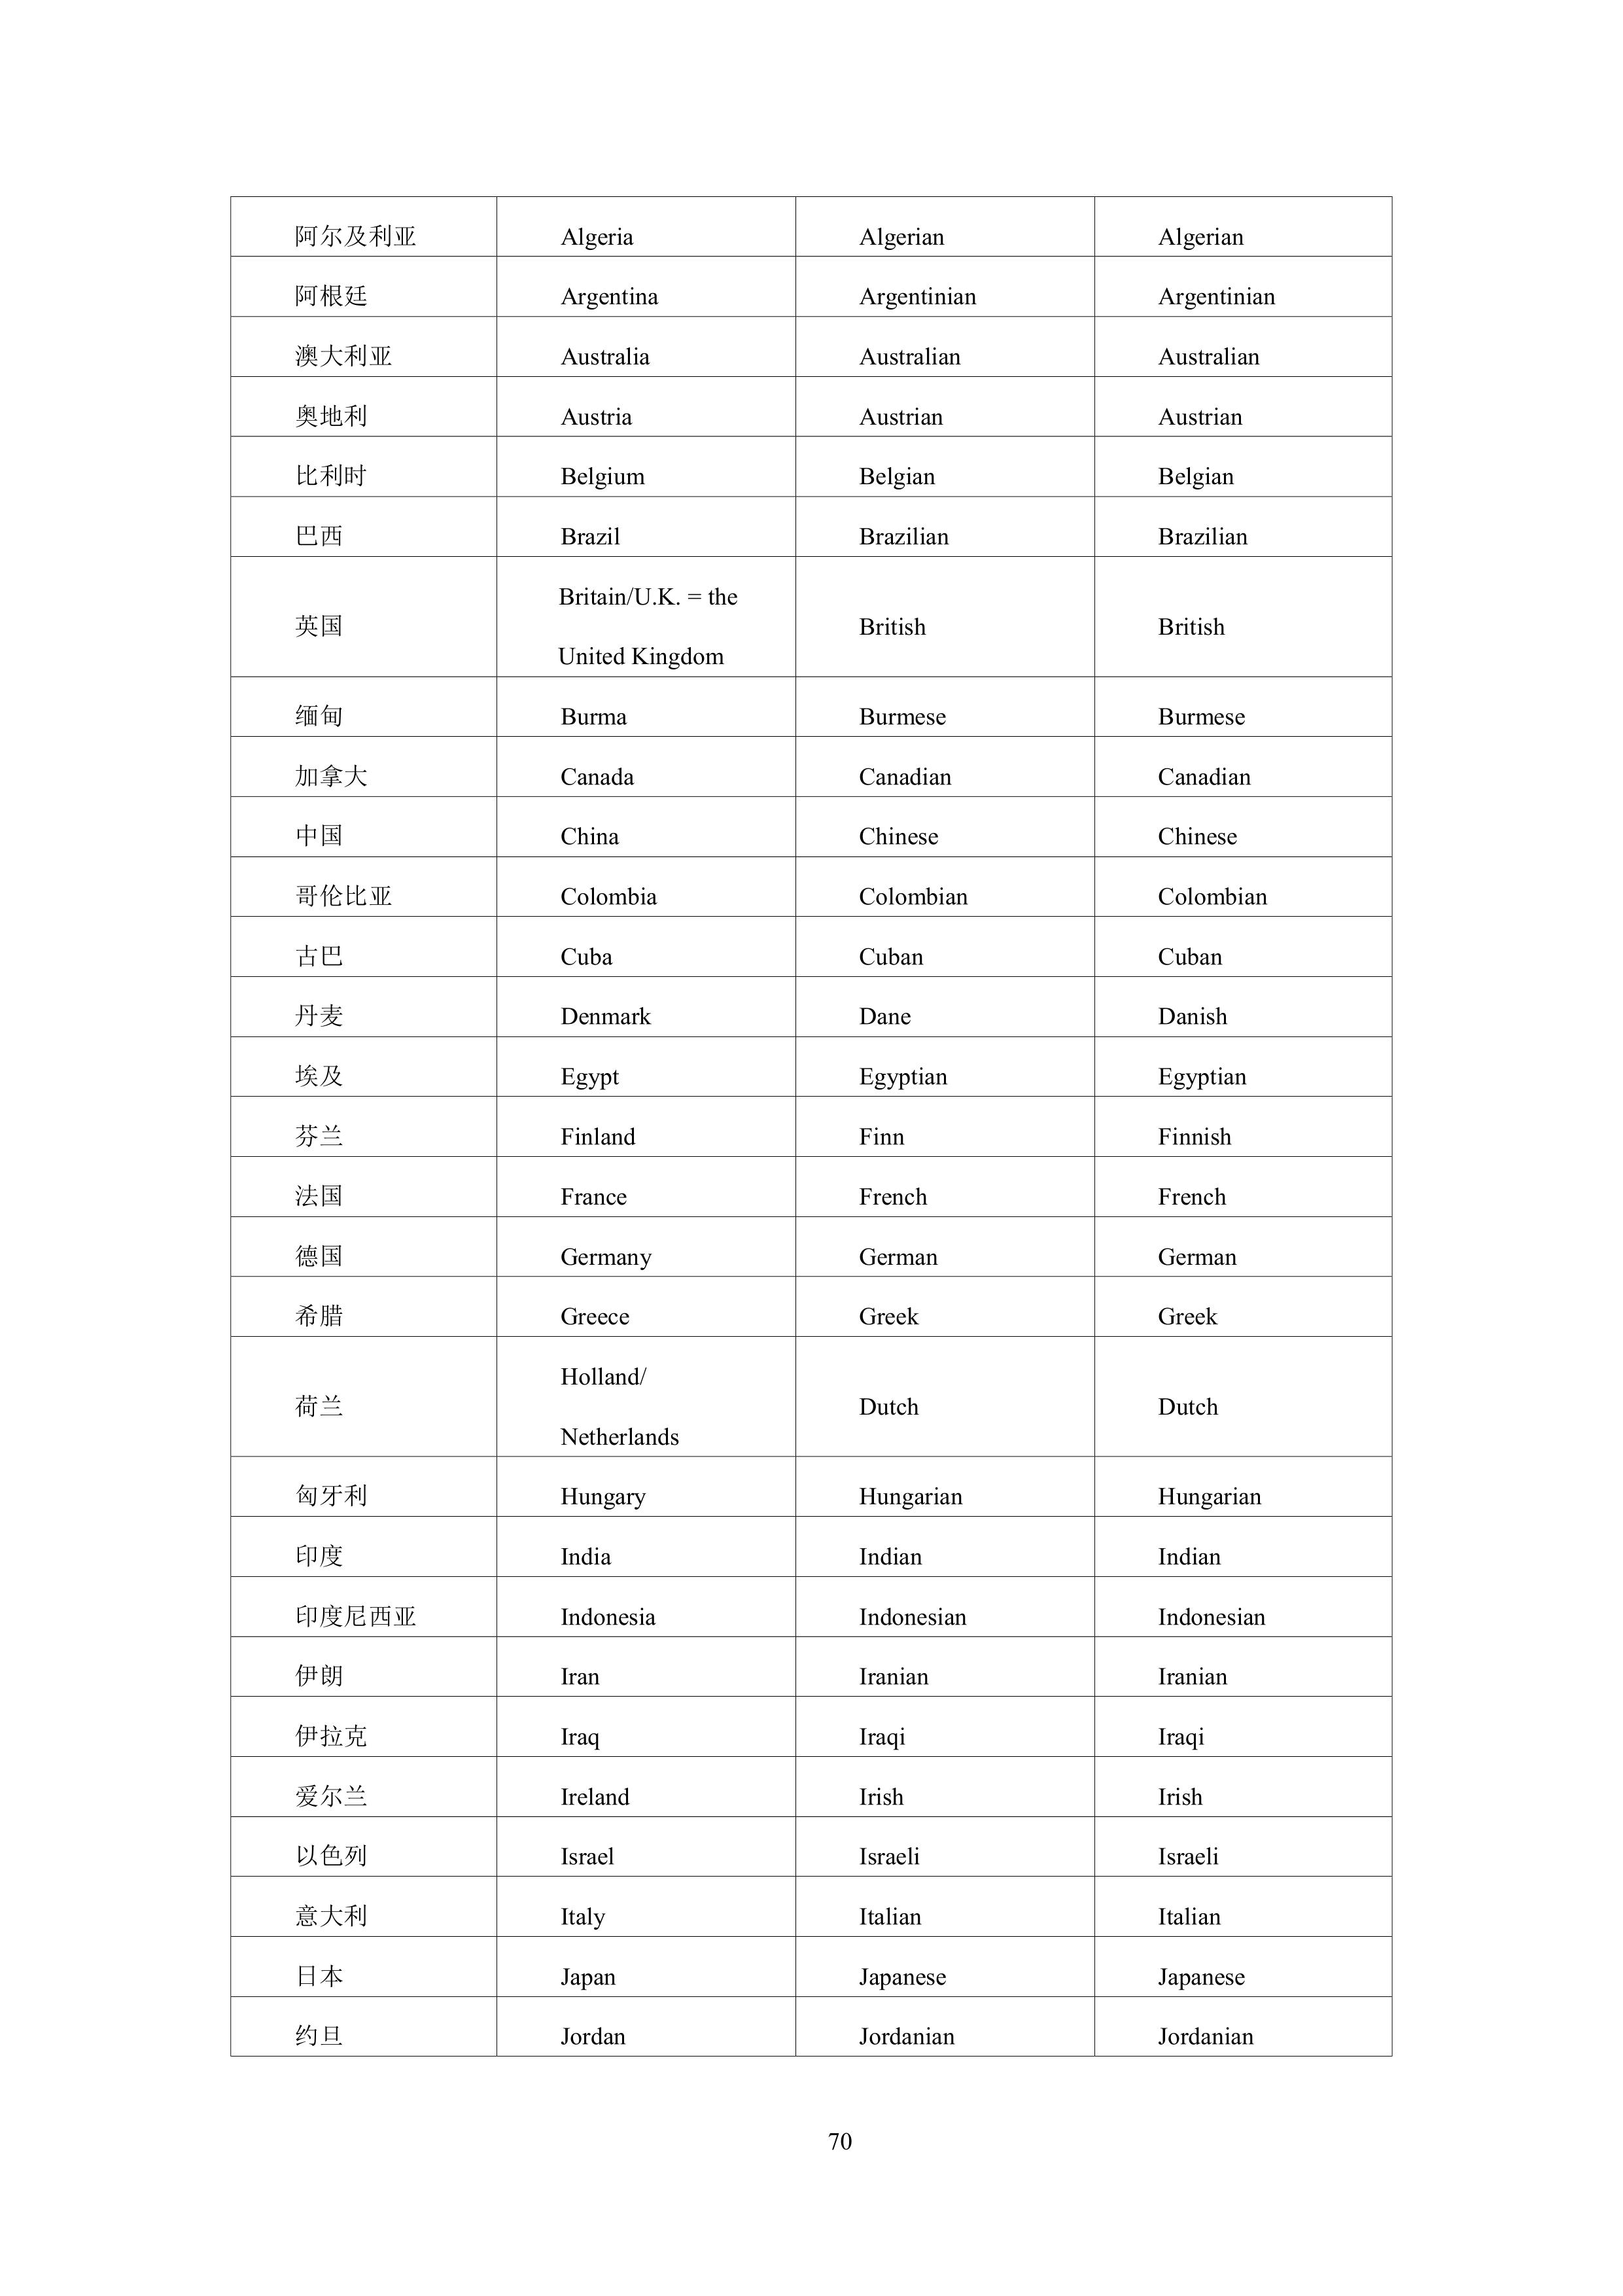 阿尔及利亚 Algeria Algerian Algerian
阿根廷 Argentina Argentinian Argentinian
澳大利亚 Australia Australian Australian
奥地利 Austria Austrian Austrian
比利时 Belgium Belgian Belgian
巴西 Brazil Brazilian Brazilian
Britain/U.K. = the
英国 British British
United Kingdom
缅甸 Burma Burmese Burmese
加拿大 Canada Canadian Canadian
中国 China Chinese Chinese
哥伦比亚 Colombia Colombian Colombian
古巴 Cuba Cuban Cuban
丹麦 Denmark Dane Danish
埃及 Egypt Egyptian Egyptian
芬兰 Finland Finn Finnish
法国 France French French
德国 Germany German German
希腊 Greece Greek Greek
Holland/
荷兰 Dutch Dutch
Netherlands
匈牙利 Hungary Hungarian Hungarian
印度 India Indian Indian
印度尼西亚 Indonesia Indonesian Indonesian
伊朗 Iran Iranian Iranian
伊拉克 Iraq Iraqi Iraqi
爱尔兰 Ireland Irish Irish
以色列 Israel Israeli Israeli
意大利 Italy Italian Italian
日本 Japan Japanese Japanese
约旦 Jordan Jordanian Jordanian
70